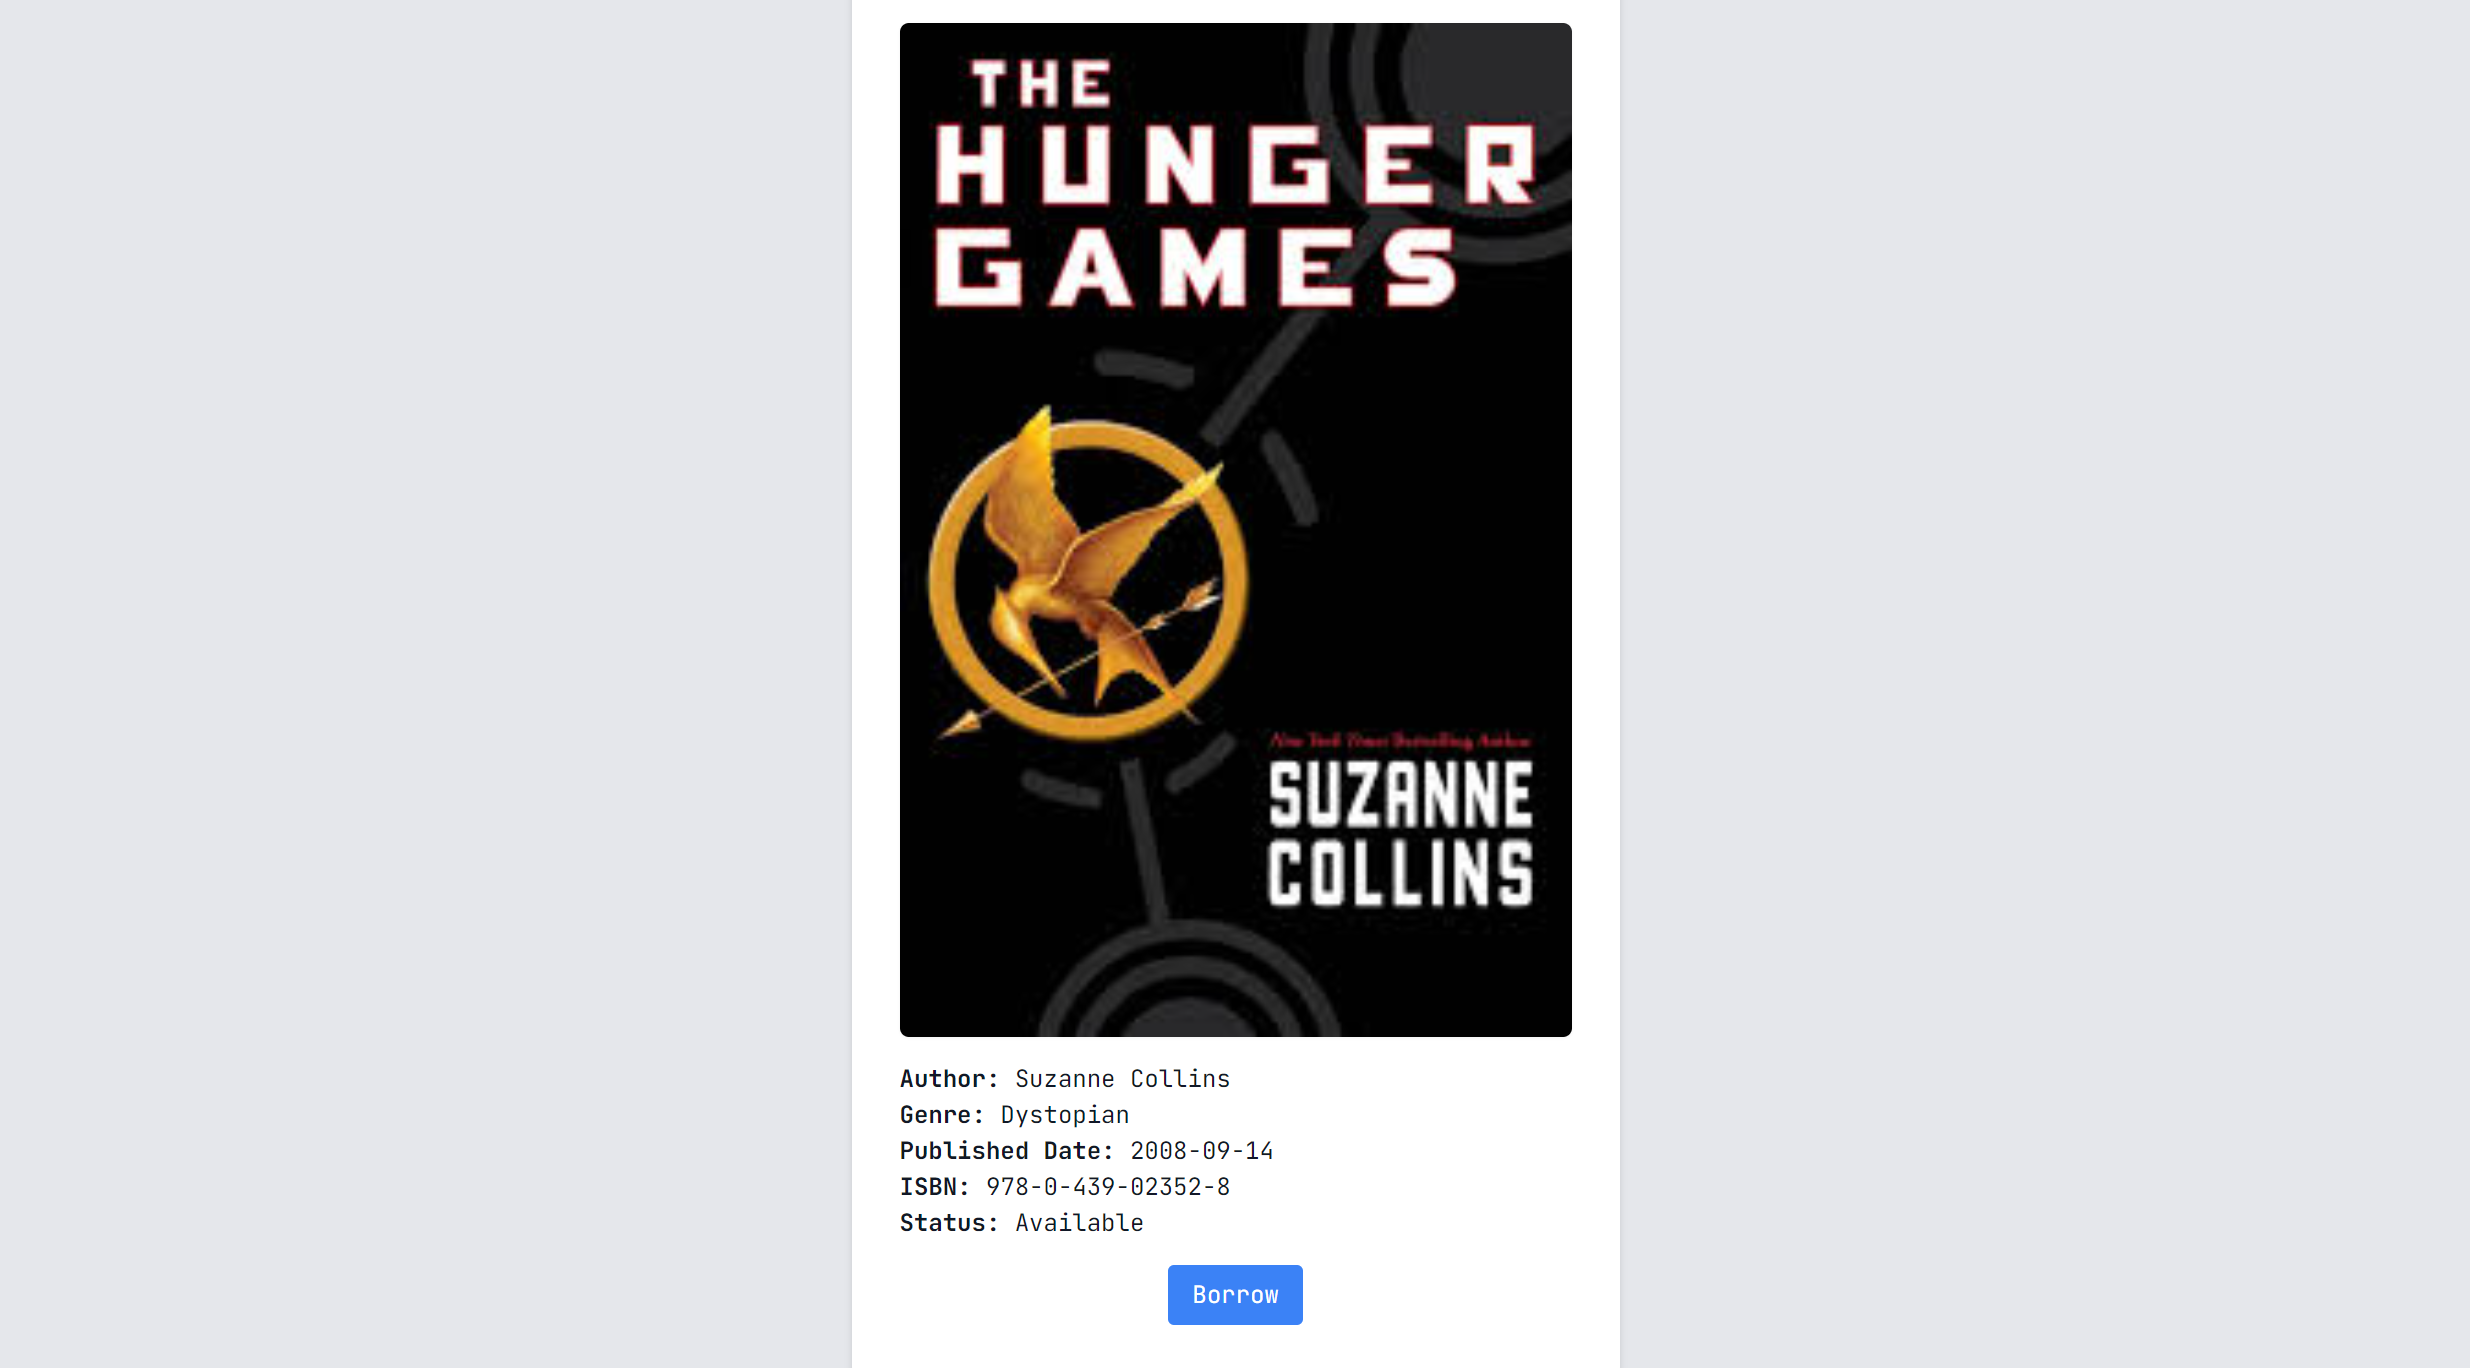 THE
HUNGER
GAMES
New York Times Bestselling Author
SUZANNE
COLLINS
Author: Suzanne Collins
Genre: Dystopian
Published Date: 2008-09-14
ISBN: 978-0-439-02352-8
Status: Available
Borrow